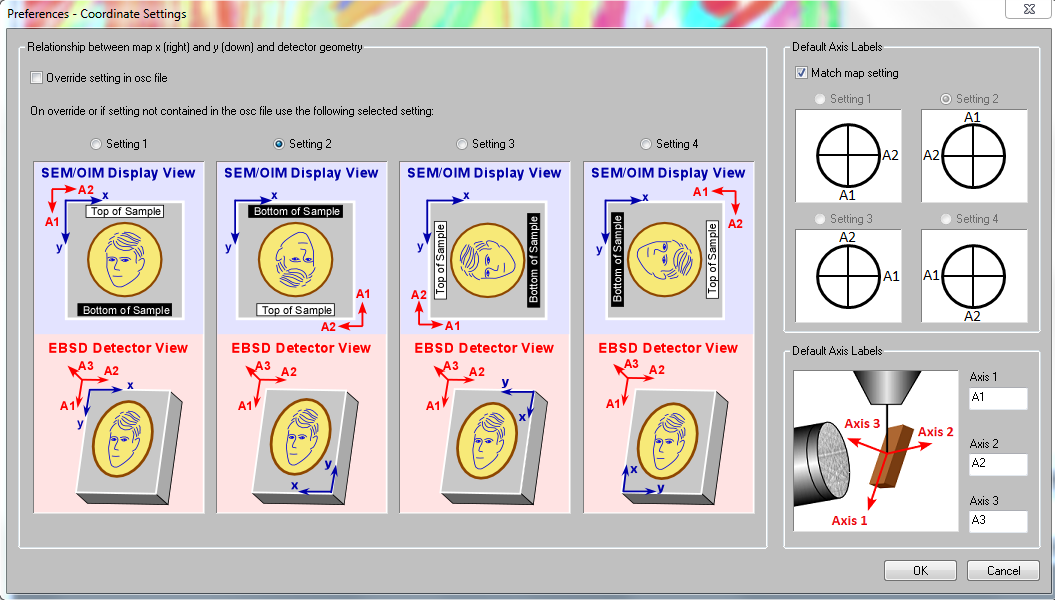 Preferences - Coordinate Settings
Relationship between map x (right) and y (down) and detector geometry
Override setting in osc file
On override or if setting not contained in the osc file use the following selected setting:
Setting 1
SEM/OIM Display View
A2
x
A1
Top of Sample
y
Bottom of Sample
EBSD Detector View
A3
A2
x
A1
y
Setting 2
SEM/OIM Display View
x
Bottom of Sample
y
A1
Top of Sample
A2
EBSD Detector View
A3
A2
A1
y
x
Setting 3
SEM/OIM Display View
x
y
Top of Sample
Bottom of Sample
A2
A1
EBSD Detector View
A3
A2
y
A1
x
Setting 4
SEM/OIM Display View
A1
x
A2
y
Bottom of Sample
Top of Sample
EBSD Detector View
A3
A2
A1
x
y
Default Axis Labels
Match map setting
Setting 1
A2
A1
Setting 2
A1
A2
Setting 3
A2
A1
Setting 4
A1
A2
Default Axis Labels
Axis 3
Axis 2
Axis 1
Axis 1
A1
Axis 2
A2
Axis 3
A3
OK
Cancel